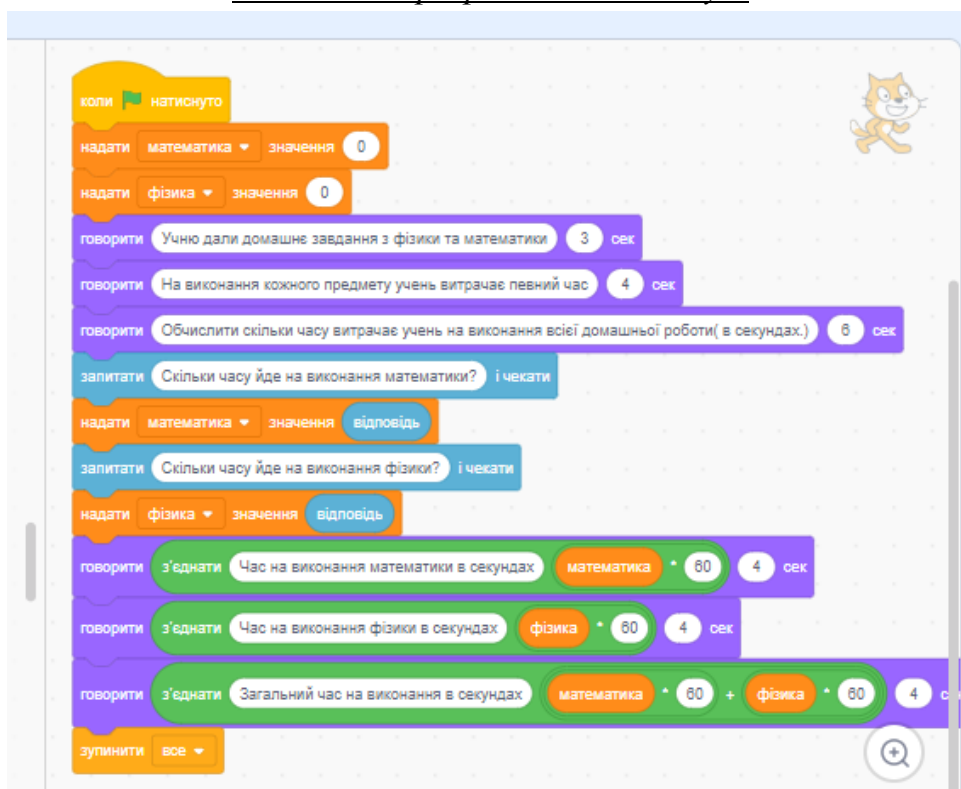 коли натиснуто
надати математика значення 0
надати фізика значення 0
говорити Учню дали домашнє завдання з фізики та математики 3 сек
говорити На виконання кожного предмету учень витрачає певний час 4 сек
говорити Обчислити скільки часу витрачає учень на виконання всієї домашньої роботи( в секундах.) 6 сек
запитати Скільки часу йде на виконання математики? і чекати
надати математика значення відповідь
запитати Скільки часу йде на виконання фізики? і чекати
надати фізика значення відповідь
говорити з'єднати Час на виконання математики в секундах математика * 60 4 сек
говорити з'єднати Час на виконання фізики в секундах фізика * 60 4 сек
говорити з'єднати Загальний час на виконання в секундах математика * 60 + фізика * 60 4
зупинити все